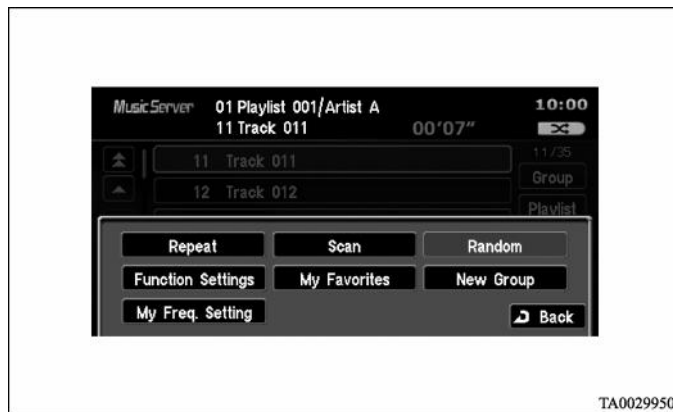 MusicServer 01 Playlist 001/Artist A 10:00
11 Track 011 00'07"
11 Track 011 11/35
Group
12 Track 012
Playlist
Repeat Scan Random
Function Settings My Favorites New Group
My Freq. Setting Back
TA0029950